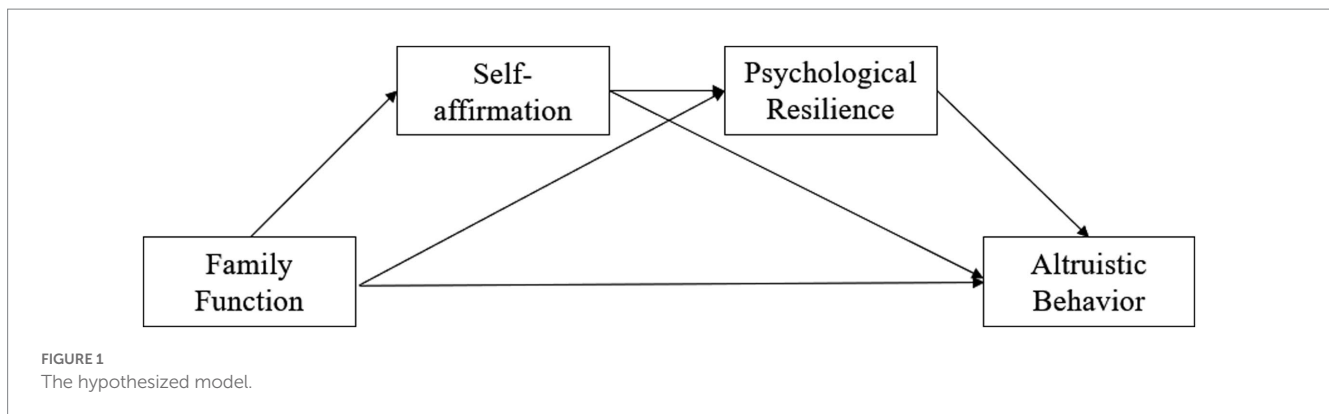 Self-
affirmation
Psychological
Resilience
Family
Function
Altruistic
Behavior
FIGURE 1
The hypothesized model.